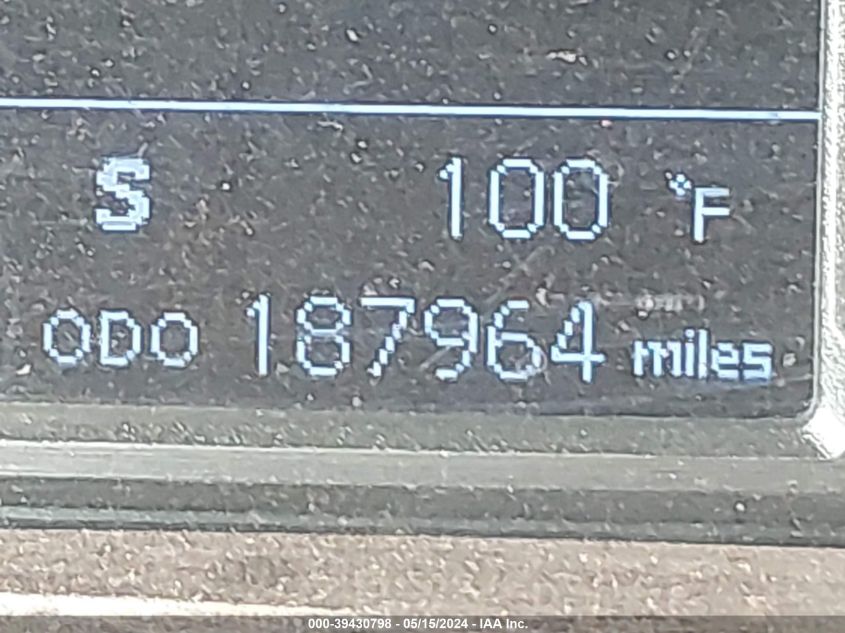 S 100 °F
ODO 187964 miles
000-39430798 - 05/15/2024 - IAA Inc.